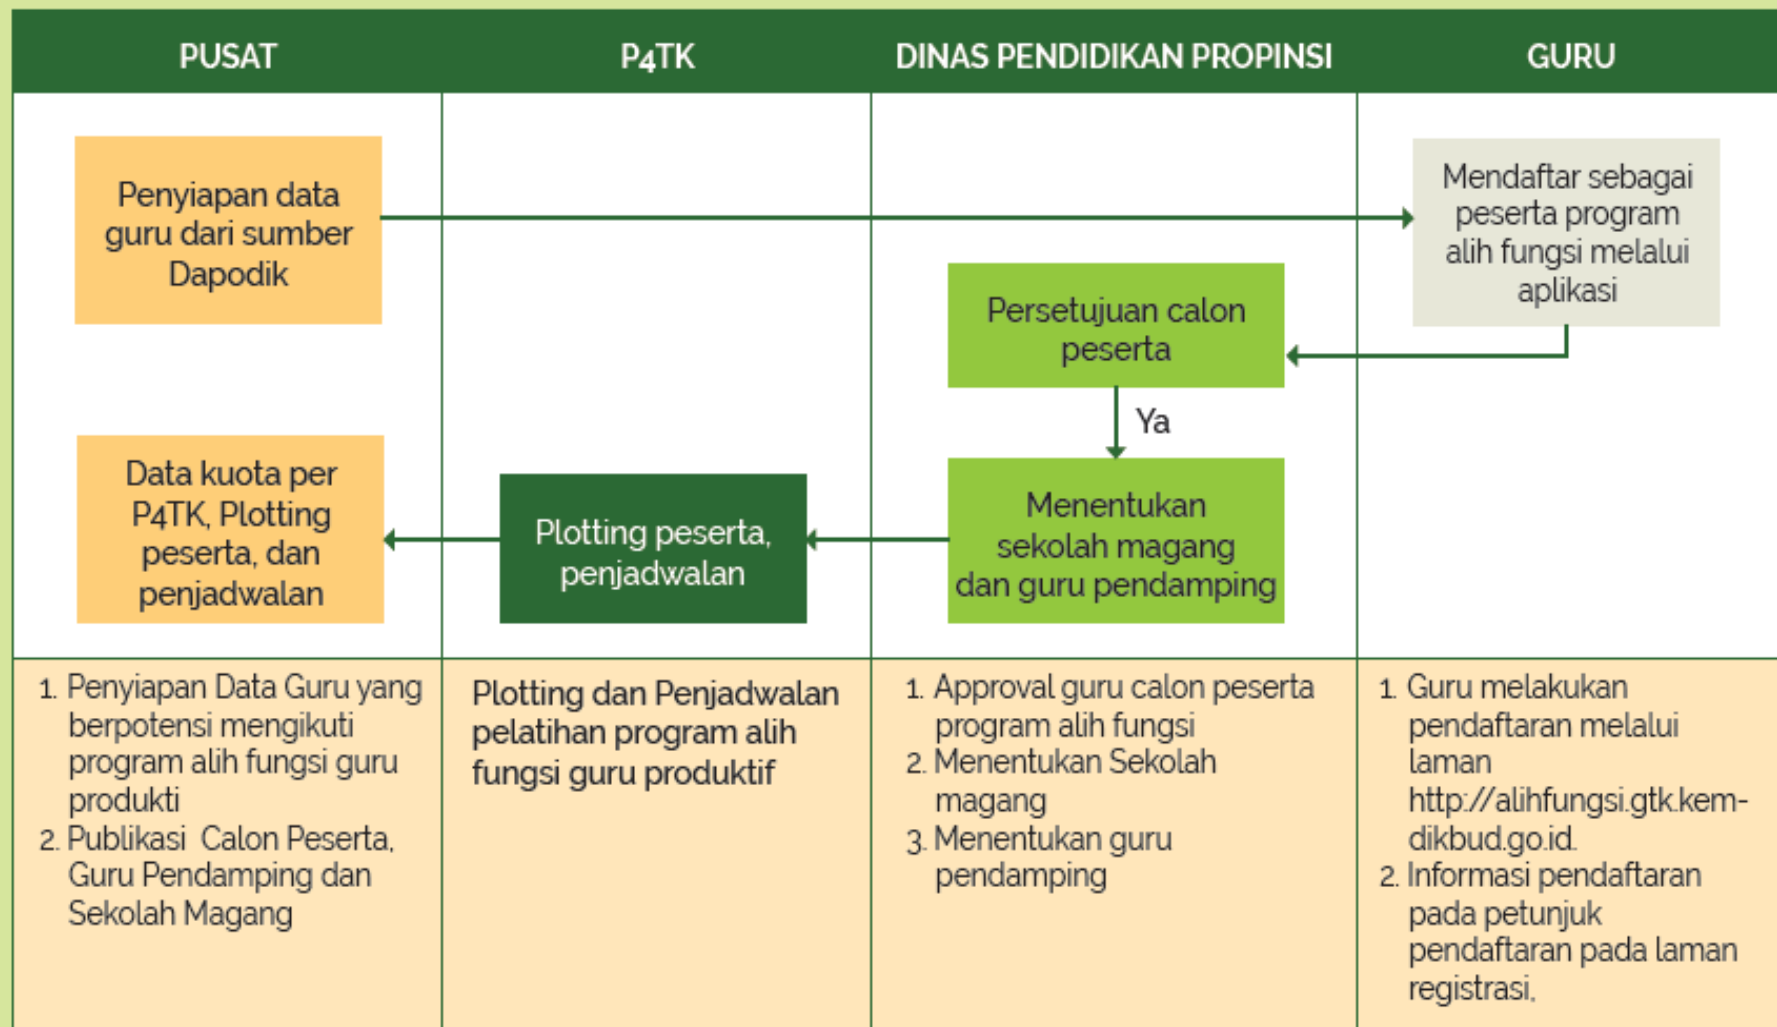 PUSAT
P4TK
DINAS PENDIDIKAN PROPINSI
GURU
Penyiapan data
guru dari sumber
Dapodik
Mendaftar sebagai
peserta program
alih fungsi melalui
aplikasi
Persetujuan calon
peserta
Ya
Menentukan
sekolah magang
dan guru pendamping
Plotting peserta,
penjadwalan
Data kuota per
P4TK, Plotting
peserta, dan
penjadwalan
1. Penyiapan Data Guru yang
berpotensi mengikuti
program alih fungsi guru
produkti
2. Publikasi Calon Peserta,
Guru Pendamping dan
Sekolah Magang
Plotting dan Penjadwalan
pelatihan program alih
fungsi guru produktif
1. Approval guru calon peserta
program alih fungsi
2. Menentukan Sekolah
magang
3. Menentukan guru
pendamping
1. Guru melakukan
pendaftaran melalui
laman
http://alihfungsi.gtk.kem-
dikbud.go.id.
2. Informasi pendaftaran
pada petunjuk
pendaftaran pada laman
registrasi,